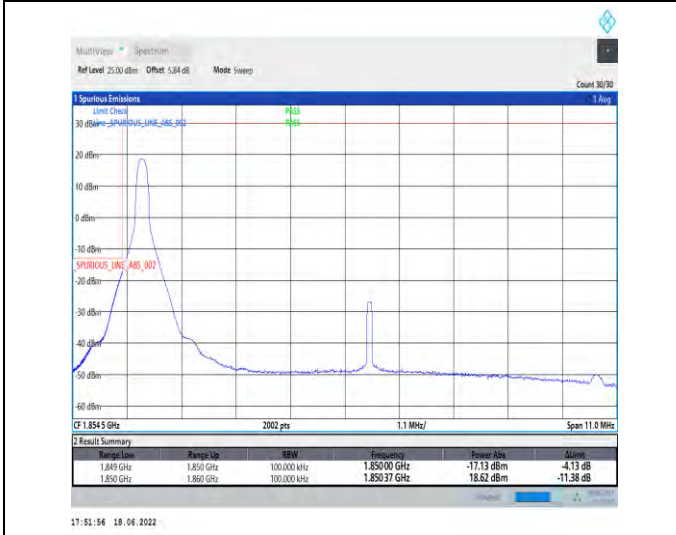 MultiView Spectrum
Ref Level 25.00 dBm Offset 5.84 dB Mode Sweep
Count 30/30
1 Spurious Emissions 1 Avg
Limit Check PASS
30 dBm Line _SPURIOUS_LINE_ABS_002 PASS
20 dBm
10 dBm
0 dBm
-10 dBm
_SPURIOUS_LINE_ABS_002
-20 dBm
-30 dBm
-40 dBm
-50 dBm
-60 dBm
CF 1.8545 GHz 2002 pts 1.1 MHz/ Span 11.0 MHz
2 Result Summary
Range Low Range Up RBW Frequency Power Abs ΔLimit
1.849 GHz 1.850 GHz 100.000 kHz 1.85000 GHz -17.13 dBm -4.13 dB
1.850 GHz 1.860 GHz 100.000 kHz 1.85037 GHz 18.62 dBm -11.38 dB
17:51:56 18.06.2022